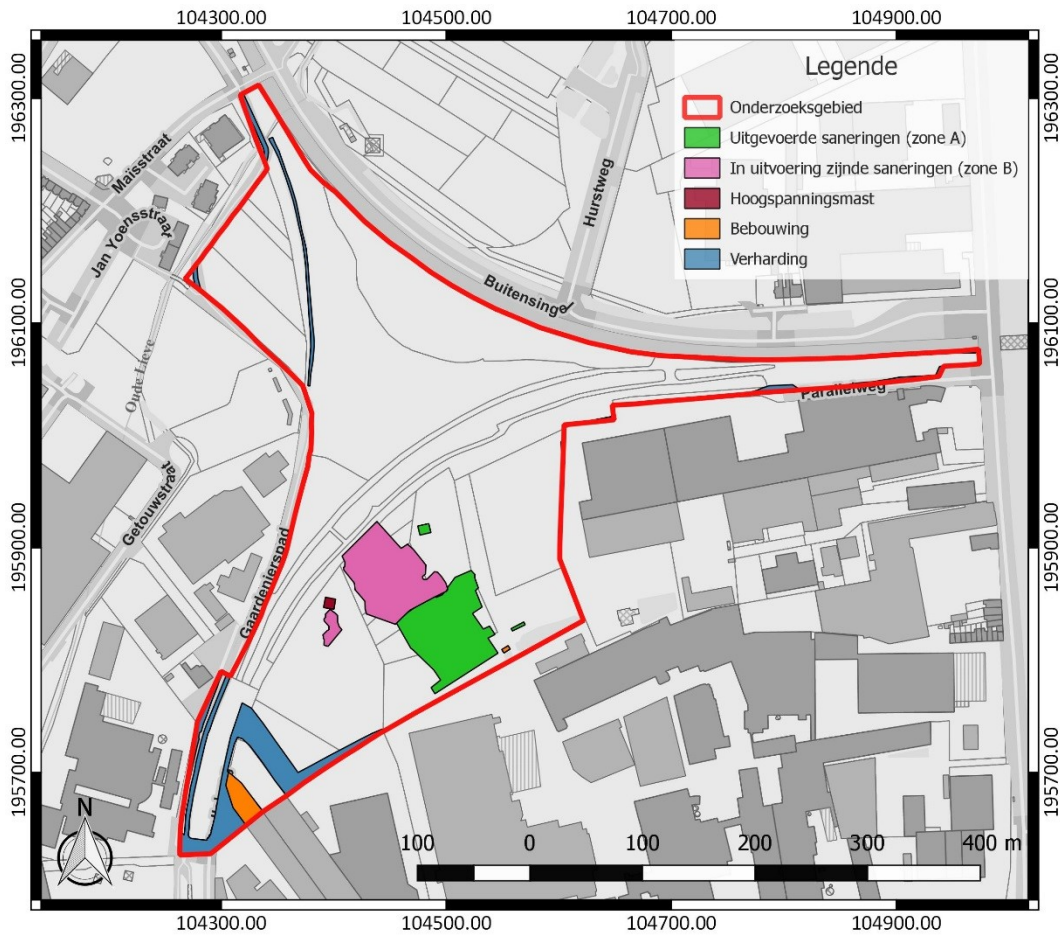 104300.00 104500.00 104700.00 104900.00
196300.00 196300.00
196100.00 196100.00
195900.00 195900.00
195700.00 195700.00
Legende
Onderzoeksgebied
Uitgevoerde saneringen (zone A)
In uitvoering zijnde saneringen (zone B)
Hoogspanningsmast
Bebouwing
Verharding
Maïsstraat
Jan Yoensstraat
Hurstweg
Buitensingel
Oude Lieve
Parallelweg
Getouwstraat
Gaardenierspad
N
100 0 100 200 300 400 m
104300.00 104500.00 104700.00 104900.00